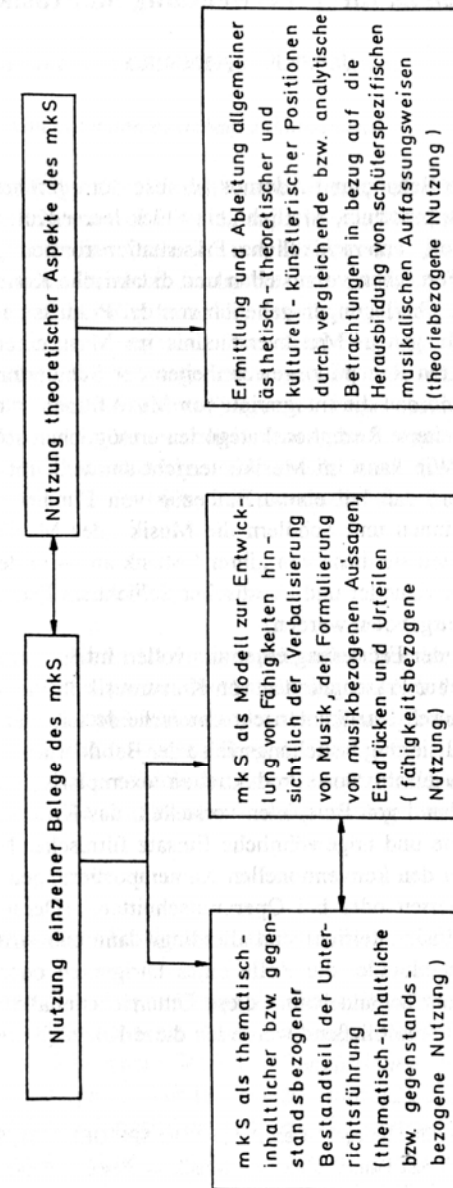 Nutzung einzelner Belege des mkS
Nutzung theoretischer Aspekte des mkS
mkS als thematisch-
inhaltlicher bzw. gegen-
standsbezogener
Bestandteil der Unter-
richtsführung
(thematisch-inhaltliche
bzw. gegenstands -
bezogene Nutzung )
mkS als Modell zur Entwick-
lung von Fähigkeiten hin -
sichtlich der Verbalisierung
von Musik, der Formulierung
von musikbezogenen Aussagen,
Eindrücken und Urteilen
( fähigkeitsbezogene
Nutzung )
Ermittlung und Ableitung allgemeiner
ästhetisch - theoretischer und
kulturell-künstlerischer Positionen
durch vergleichende bzw. analytische
Betrachtungen in bezug auf die
Herausbildung von schülerspezifischen
musikalischen Auffassungsweisen
(theoriebezogene Nutzung )